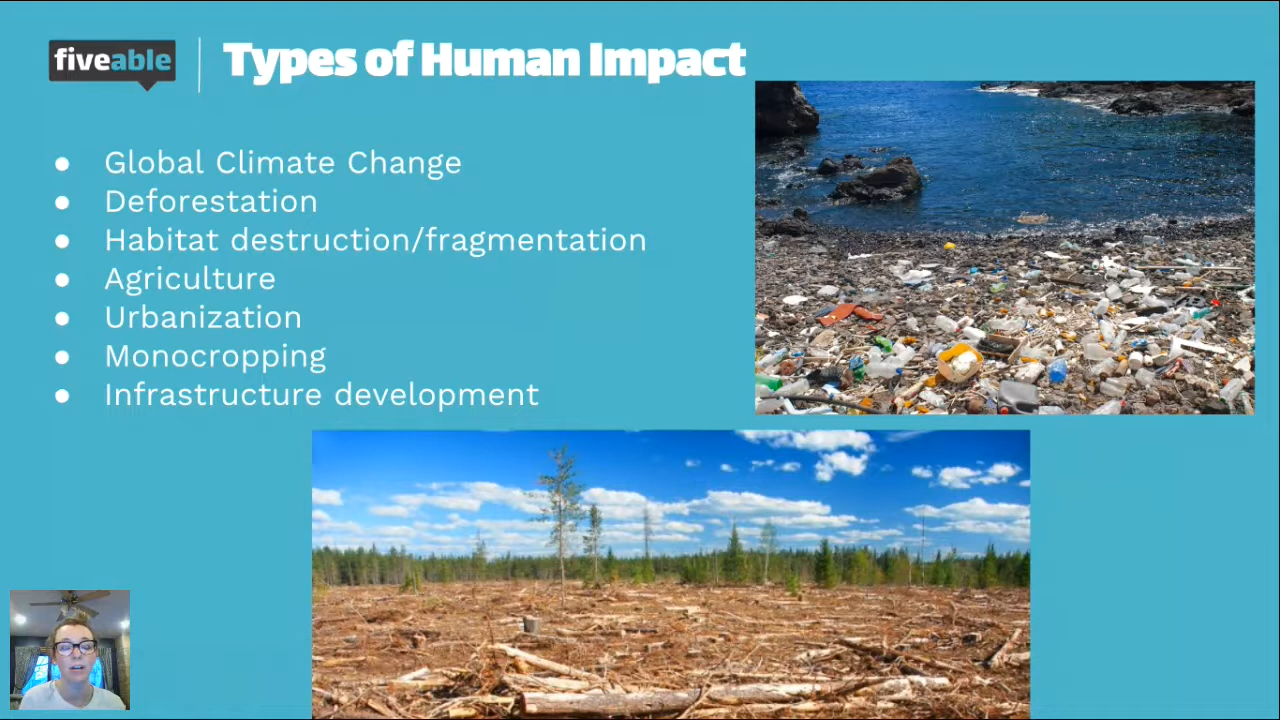 fiveable
Types of Human Impact
● Global Climate Change
● Deforestation
● Habitat destruction/fragmentation
● Agriculture
● Urbanization
● Monocropping
● Infrastructure development